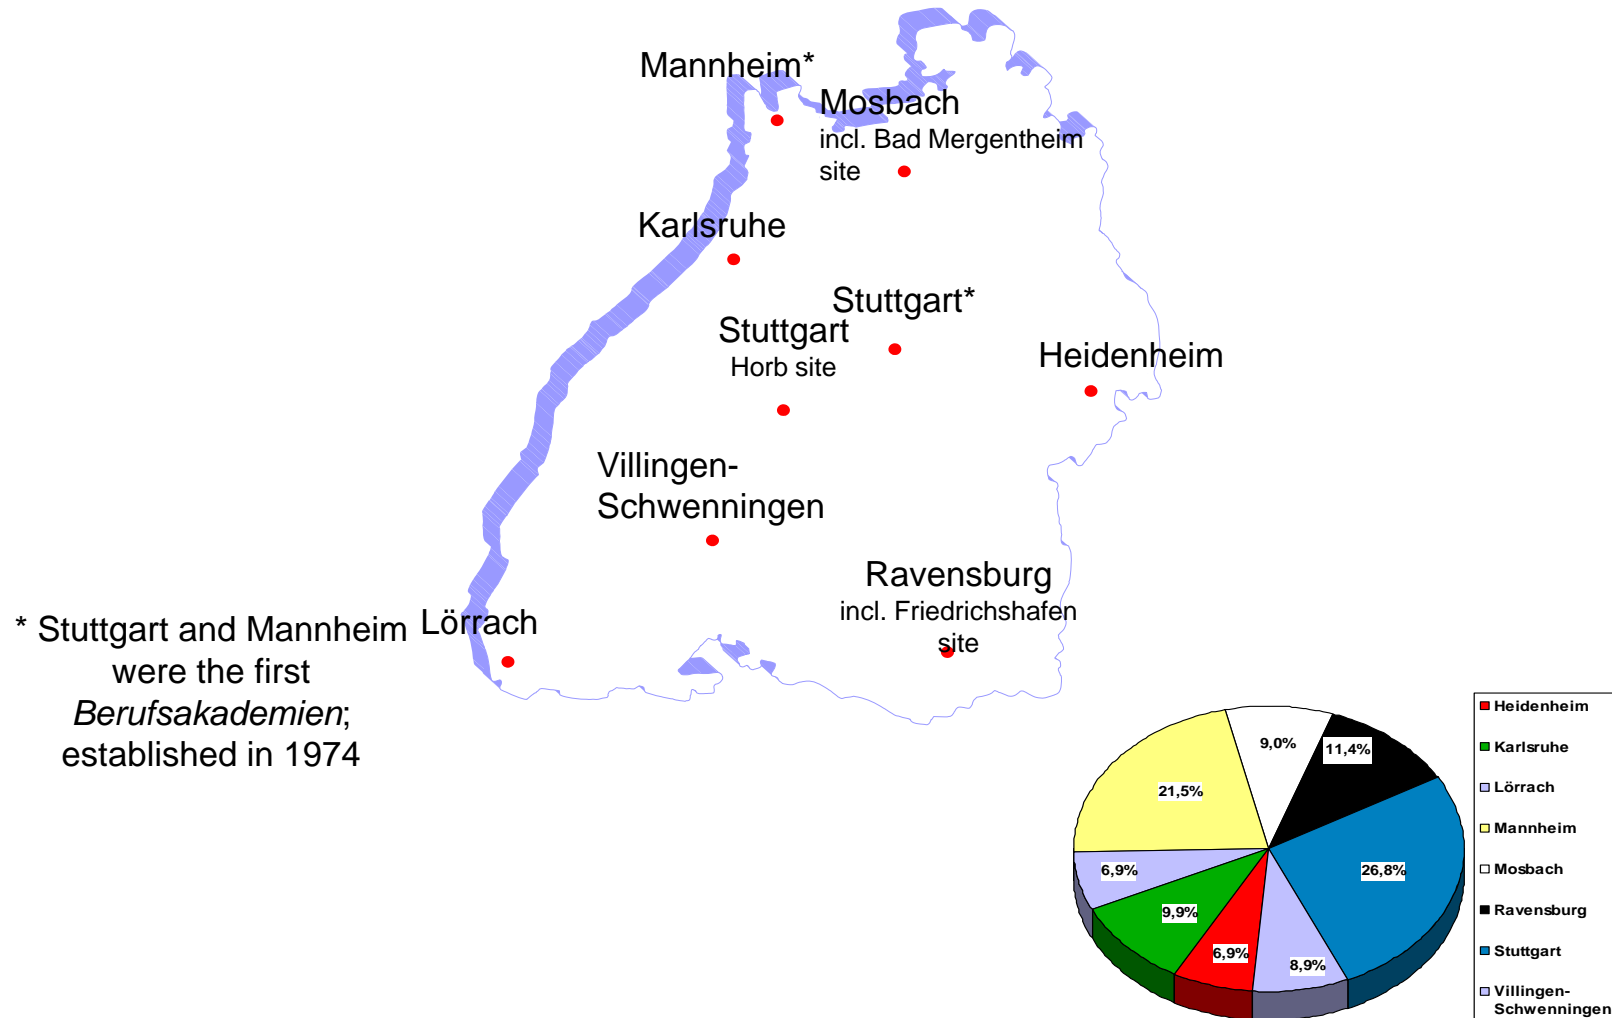 Mannheim*
Mosbach
incl. Bad Mergentheim
site
Karlsruhe
Stuttgart*
Stuttgart
Horb site
Heidenheim
Villingen-
Schwenningen
Ravensburg
incl. Friedrichshafen
site
Lörrach
* Stuttgart and Mannheim
were the first
Berufsakademien;
established in 1974
9,0%
11,4%
21,5%
26,8%
6,9%
9,9%
6,9%
8,9%
Heidenheim
Karlsruhe
Lörrach
Mannheim
Mosbach
Ravensburg
Stuttgart
Villingen-
Schwenningen